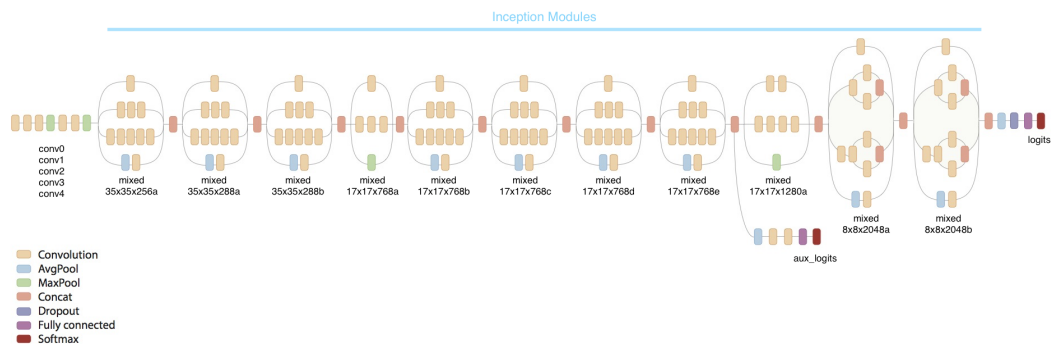 Inception Modules
conv0
conv1
conv2
conv3
conv4
mixed
35x35x256a
mixed
35x35x288a
mixed
35x35x288b
mixed
17x17x768a
mixed
17x17x768b
mixed
17x17x768c
mixed
17x17x768d
mixed
17x17x768e
mixed
17x17x1280a
mixed
8x8x2048a
mixed
8x8x2048b
logits
aux_logits
Convolution
AvgPool
MaxPool
Concat
Dropout
Fully connected
Softmax